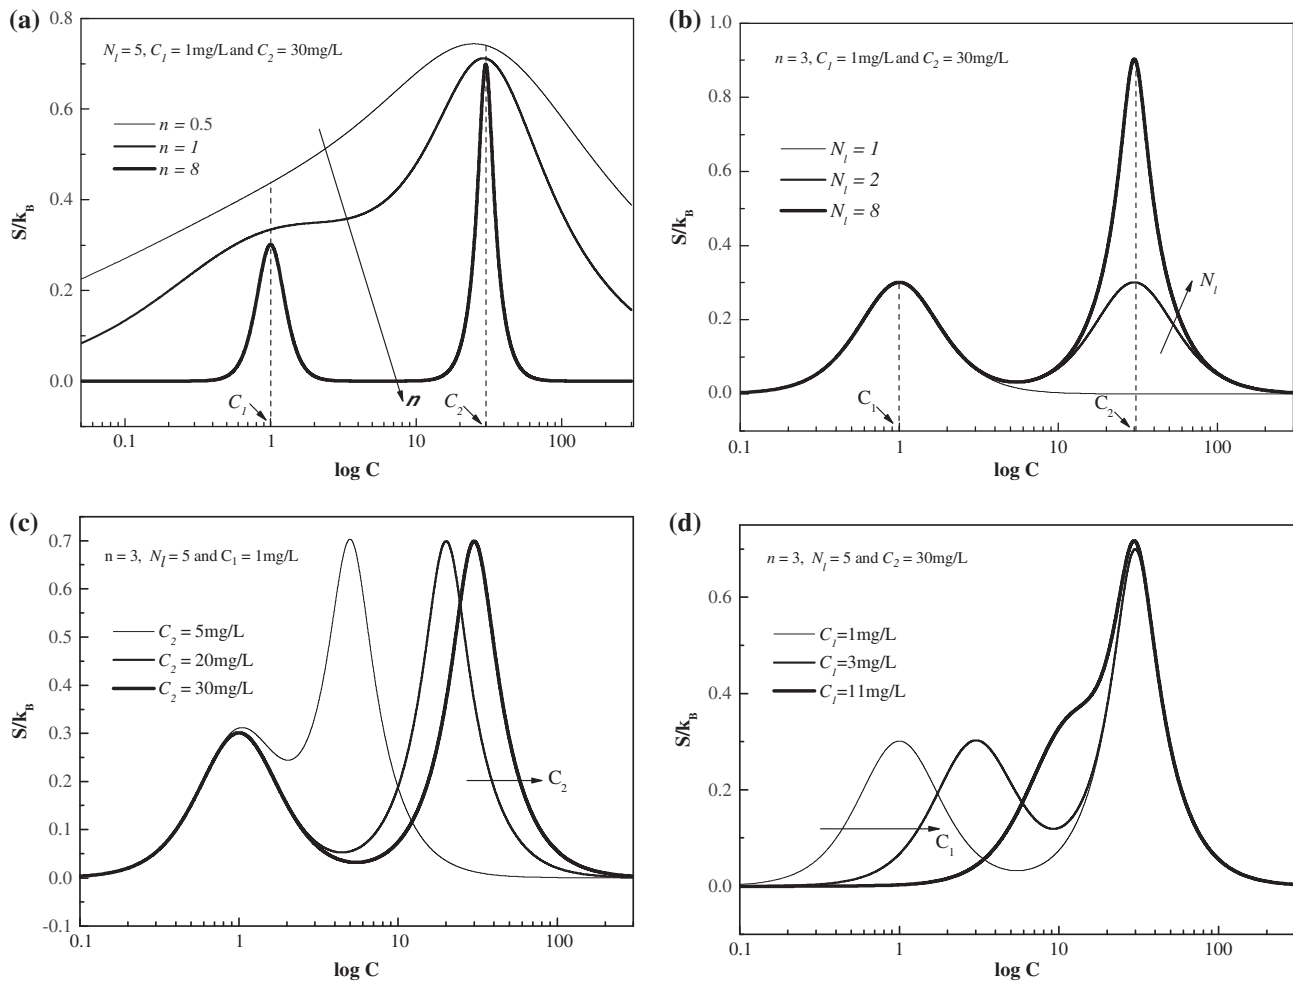 (a)
N_l = 5, C_1 = 1mg/L and C_2 = 30mg/L
n = 0.5
n = 1
n = 8
0.8
0.6
0.4
0.2
0.0
S/k_B
C_1
C_2
n
0.1
1
10
100
log C
(b)
n = 3, C_1 = 1mg/L and C_2 = 30mg/L
N_l = 1
N_l = 2
N_l = 8
1.0
0.8
0.6
0.4
0.2
0.0
S/k_B
N_l
C_1
C_2
0.1
1
10
100
log C
(c)
n = 3, N_l = 5 and C_1 = 1mg/L
C_2 = 5mg/L
C_2 = 20mg/L
C_2 = 30mg/L
0.7
0.6
0.5
0.4
0.3
0.2
0.1
0.0
-0.1
S/k_B
C_2
0.1
1
10
100
log C
(d)
n = 3, N_l = 5 and C_2 = 30mg/L
C_1=1mg/L
C_1=3mg/L
C_1=11mg/L
0.6
0.4
0.2
0.0
S/k_B
C_1
0.1
1
10
100
log C